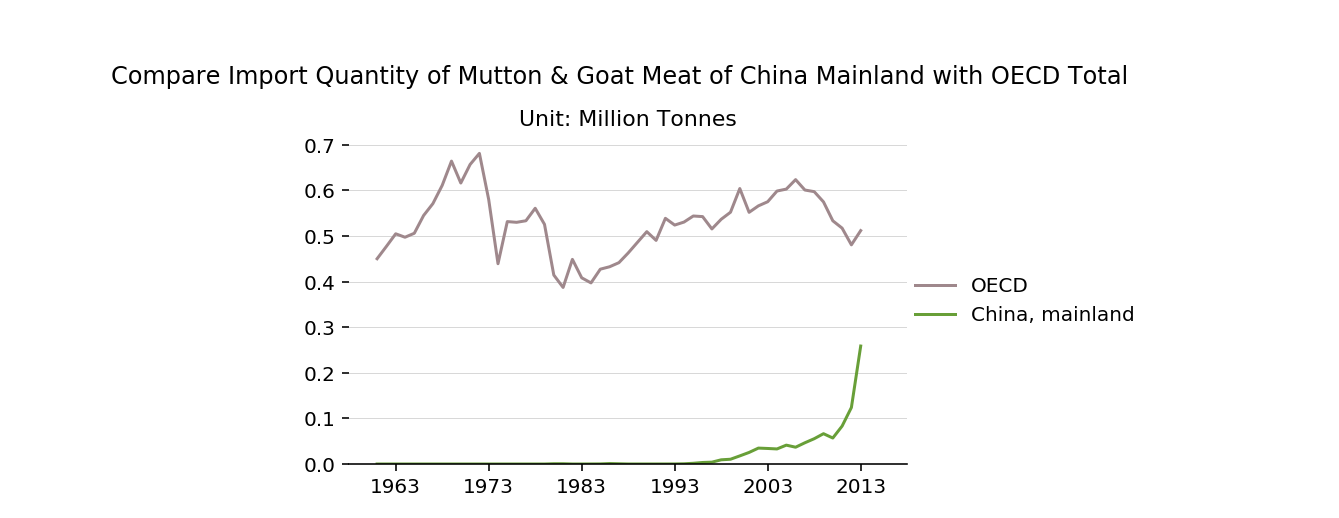 Compare Import Quantity of Mutton & Goat Meat of China Mainland with OECD Total
Unit: Million Tonnes
0.7
0.6
0.5
0.4
0.3
0.2
0.1
0.0
1963 1973 1983 1993 2003 2013
OECD
China, mainland